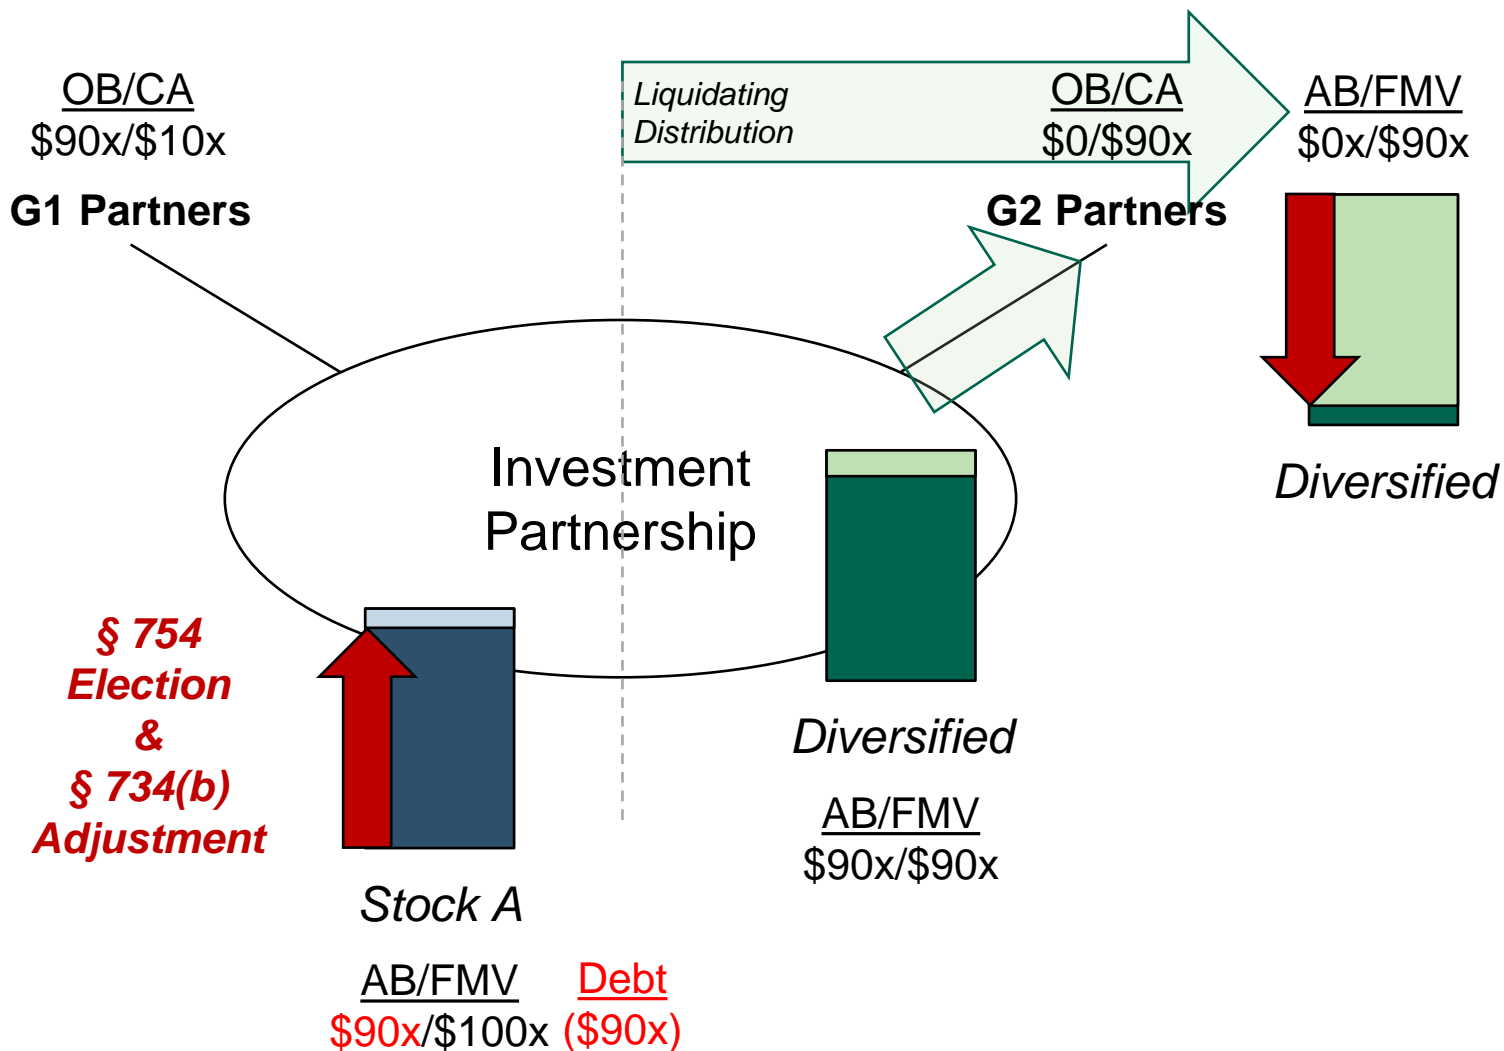 OB/CA
$90x/$10x
G1 Partners
Liquidating
Distribution
OB/CA
$0/$90x
G2 Partners
AB/FMV
$0x/$90x
Diversified
Investment
Partnership
§ 754
Election
&
§ 734(b)
Adjustment
Stock A
AB/FMV
$90x/$100x
Debt
($90x)
Diversified
AB/FMV
$90x/$90x